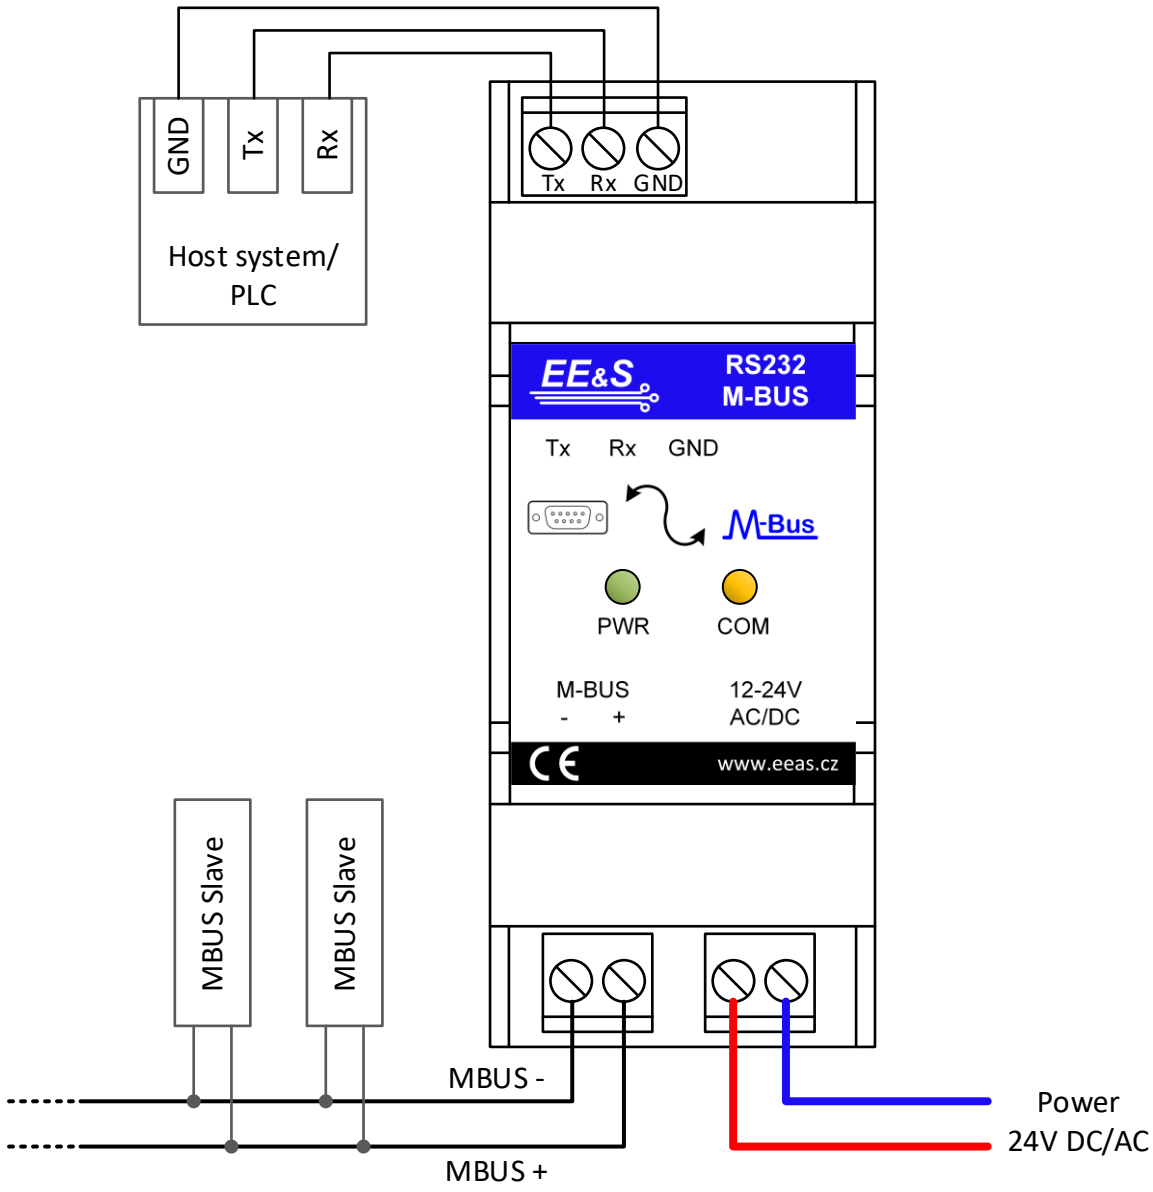 GND
Tx
Rx
Host system/
PLC
Tx Rx GND
EE&S
RS232
M-BUS
Tx Rx GND
M-Bus
PWR
COM
M-BUS
- +
12-24V
AC/DC
CE
www.eeas.cz
MBUS Slave
MBUS Slave
MBUS -
MBUS +
Power
24V DC/AC